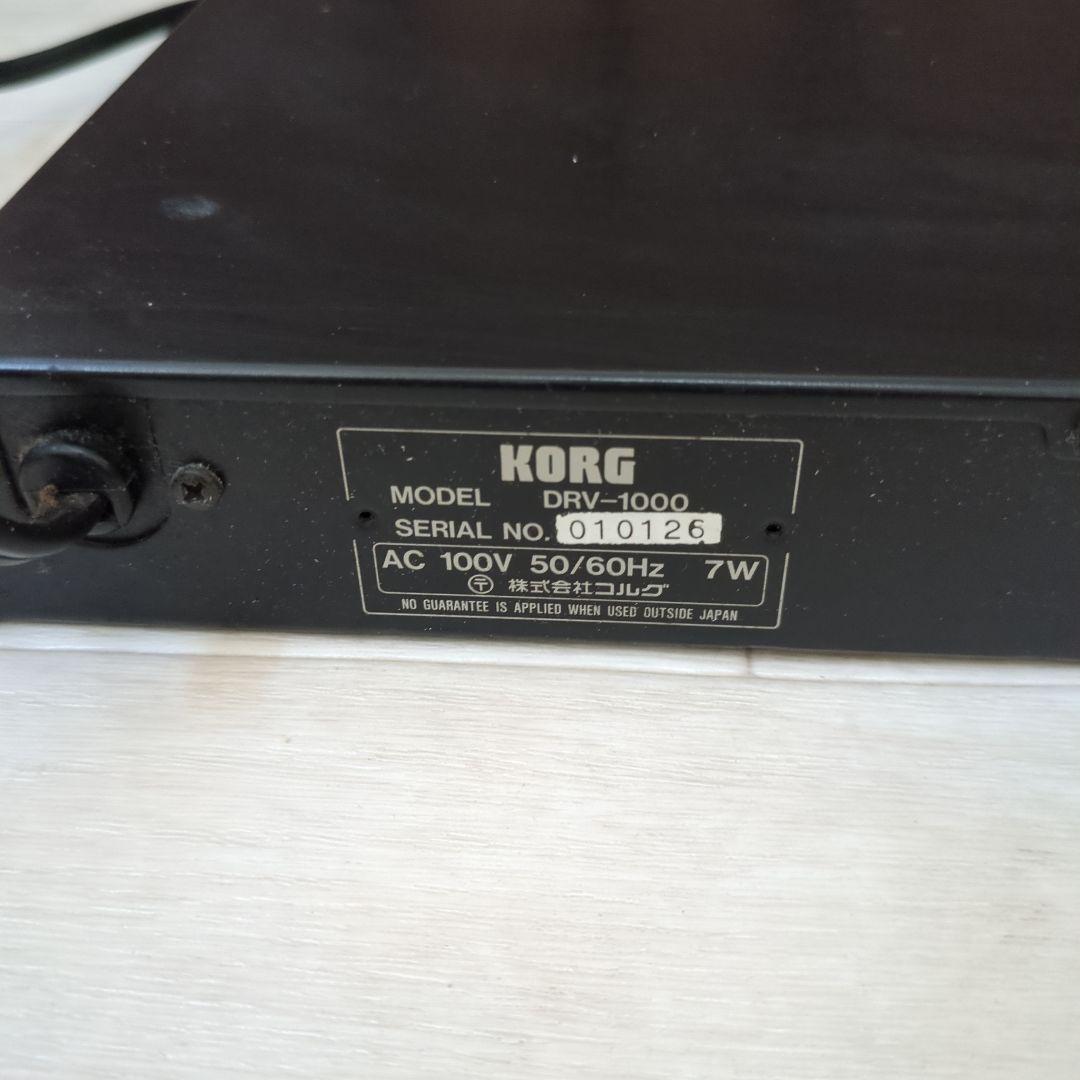 KORG
MODEL DRV-1000
SERIAL NO. 010126
AC 100V 50/60Hz 7W
〒 株式会社コルグ
NO GUARANTEE IS APPLIED WHEN USED OUTSIDE JAPAN